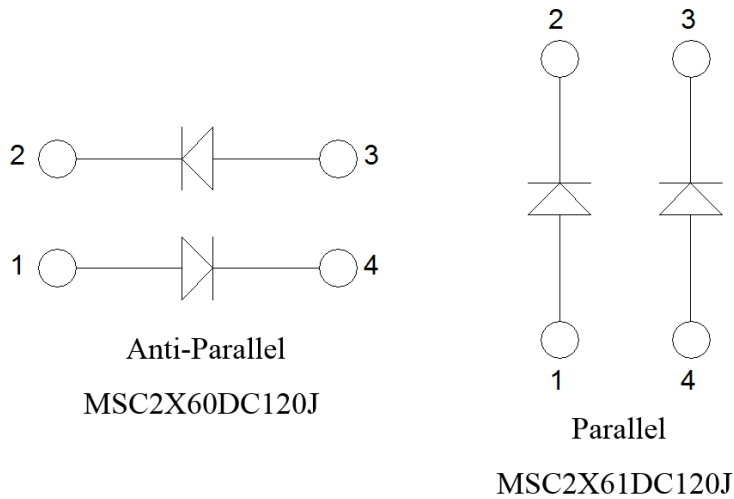 2 3
1 4
Anti-Parallel
MSC2X60DC120J
2 3
1 4
Parallel
MSC2X61DC120J